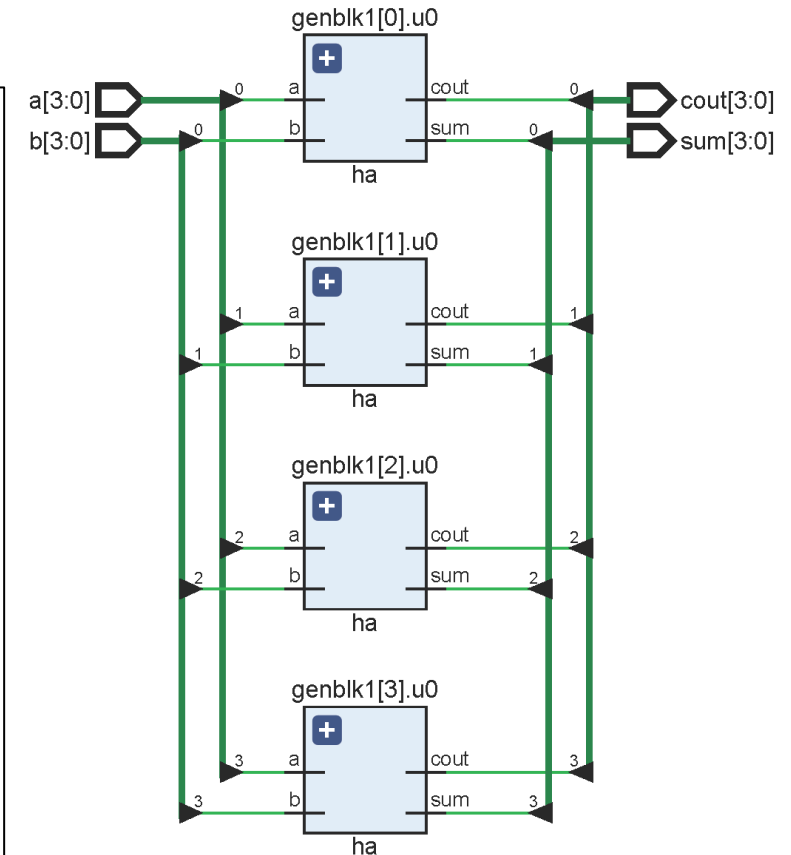 genblk1[0].u0
a[3:0] 0 a cout 0 cout[3:0]
b[3:0] 0 b sum 0 sum[3:0]
ha
genblk1[1].u0
1 a cout 1
1 b sum 1
ha
genblk1[2].u0
2 a cout 2
2 b sum 2
ha
genblk1[3].u0
3 a cout 3
3 b sum 3
ha